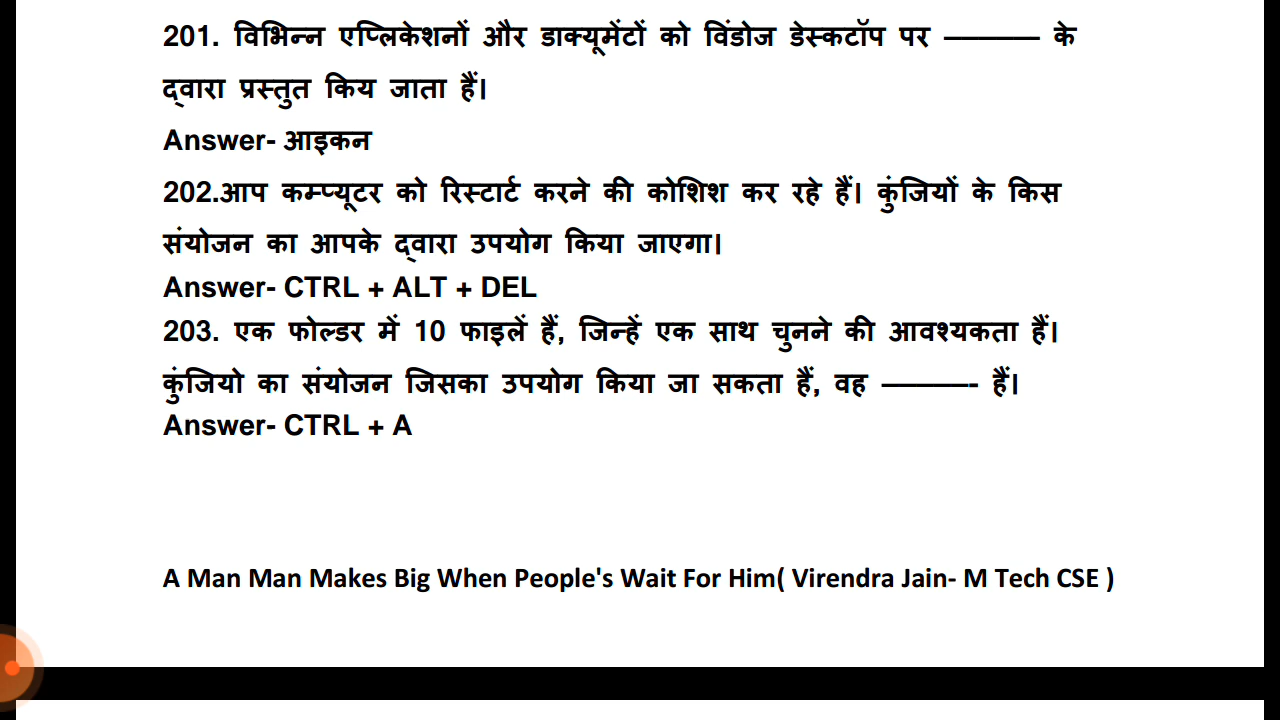 201. विभिन्न एप्लिकेशनों और डाक्यूमेंटों को विंडोज डेस्कटॉप पर ———— के
द्वारा प्रस्तुत किय जाता हैं।
Answer- आइकन
202.आप कम्प्यूटर को रिस्टार्ट करने की कोशिश कर रहे हैं। कुंजियों के किस
संयोजन का आपके द्वारा उपयोग किया जाएगा।
Answer- CTRL + ALT + DEL
203. एक फोल्डर में 10 फाइलें हैं, जिन्हें एक साथ चुनने की आवश्यकता हैं।
कुंजियो का संयोजन जिसका उपयोग किया जा सकता हैं, वह ———- हैं।
Answer- CTRL + A
A Man Man Makes Big When People's Wait For Him( Virendra Jain- M Tech CSE )